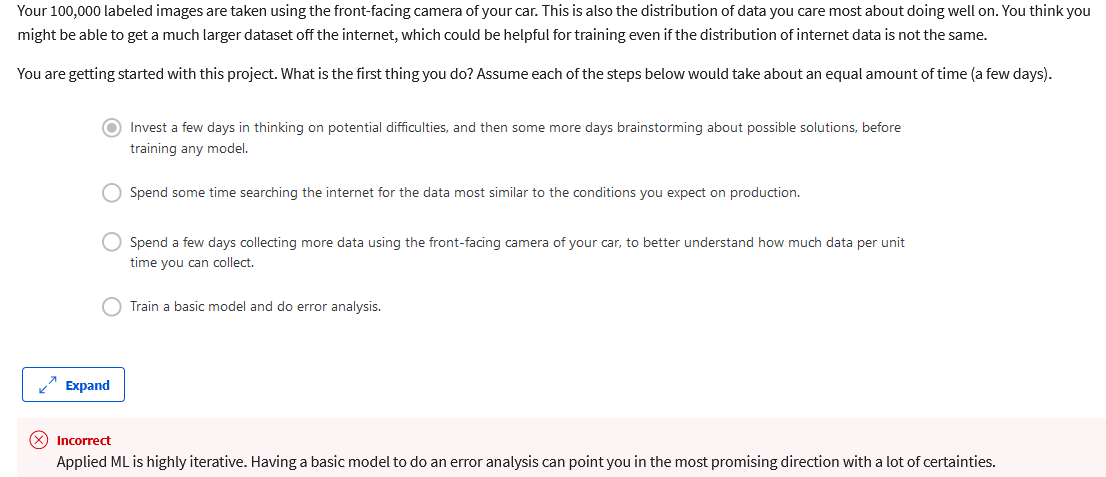 Your 100,000 labeled images are taken using the front-facing camera of your car. This is also the distribution of data you care most about doing well on. You think you
might be able to get a much larger dataset off the internet, which could be helpful for training even if the distribution of internet data is not the same.
You are getting started with this project. What is the first thing you do? Assume each of the steps below would take about an equal amount of time (a few days).
Invest a few days in thinking on potential difficulties, and then some more days brainstorming about possible solutions, before
training any model.
Spend some time searching the internet for the data most similar to the conditions you expect on production.
Spend a few days collecting more data using the front-facing camera of your car, to better understand how much data per unit
time you can collect.
Train a basic model and do error analysis.
Expand
Incorrect
Applied ML is highly iterative. Having a basic model to do an error analysis can point you in the most promising direction with a lot of certainties.